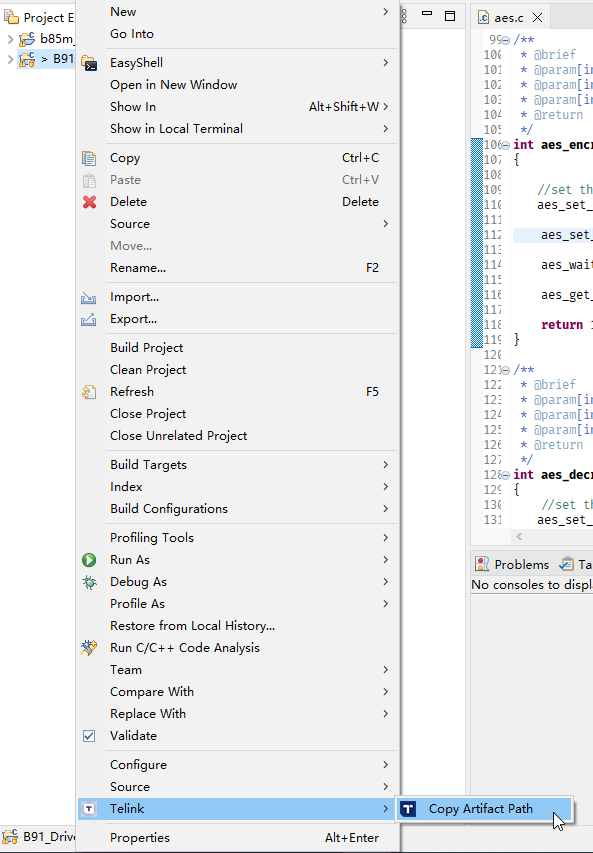 Project E
b85m_
> B91
New
Go Into
EasyShell
Open in New Window
Show In Alt+Shift+W
Show in Local Terminal
Copy Ctrl+C
Paste Ctrl+V
Delete Delete
Source
Move...
Rename... F2
Import...
Export...
Build Project
Clean Project
Refresh F5
Close Project
Close Unrelated Project
Build Targets
Index
Build Configurations
Profiling Tools
Run As
Debug As
Profile As
Restore from Local History...
Run C/C++ Code Analysis
Team
Compare With
Replace With
Validate
Configure
Source
Telink
Copy Artifact Path
Properties Alt+Enter
B91_Drive
aes.c
99 /**
100 * @brief
101 * @param[in
102 * @param[in
103 * @param[in
104 * @return
105 */
106 int aes_encr
107 {
108
109 //set th
110 aes_set_
111
112 aes_set_
113
114 aes_wait
115
116 aes_get_
117
118 return 1
119 }
120
121 /**
122 * @brief
123 * @param[in
124 * @param[in
125 * @param[in
126 * @return
127 */
128 int aes_decr
129 {
130 //set th
131 aes_set_
Problems Ta
No consoles to displ